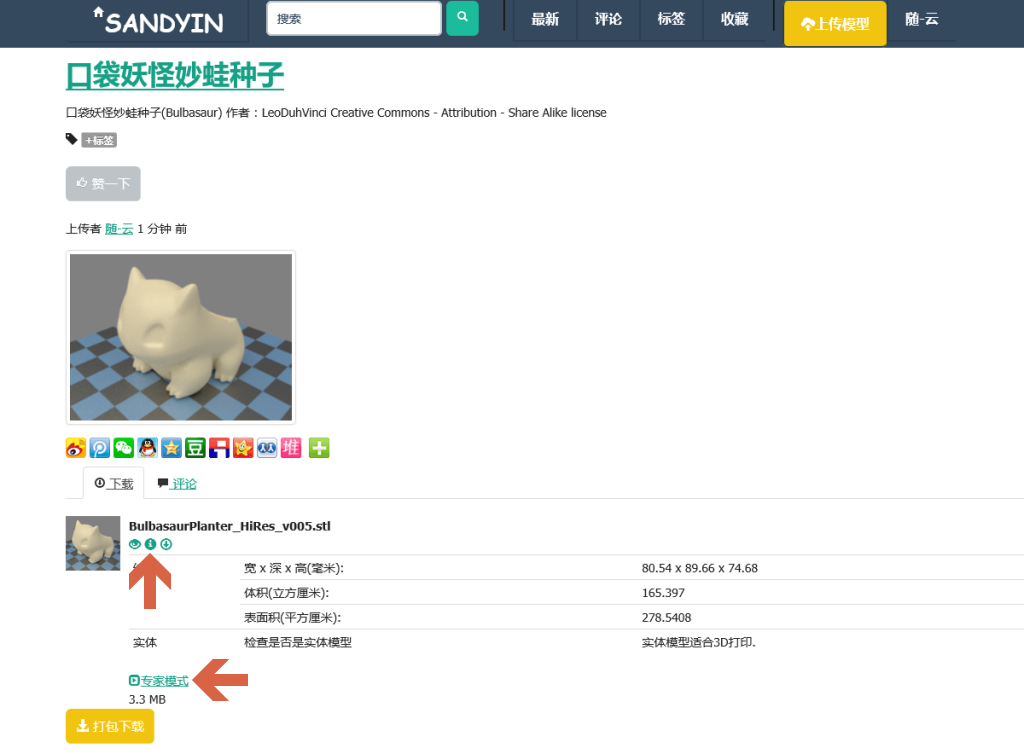 SANDYIN
搜索
最新
评论
标签
收藏
上传模型
随-云
口袋妖怪妙蛙种子
口袋妖怪妙蛙种子(Bulbasaur) 作者：LeoDuhVinci Creative Commons - Attribution - Share Alike license
+标签
赞一下
上传者 随-云 1 分钟 前
豆
堆
下载
评论
BulbasaurPlanter_HiRes_v005.stl
宽 x 深 x 高(毫米): 80.54 x 89.66 x 74.68
体积(立方厘米): 165.397
表面积(平方厘米): 278.5408
实体 检查是否是实体模型 实体模型适合3D打印.
专家模式
3.3 MB
打包下载